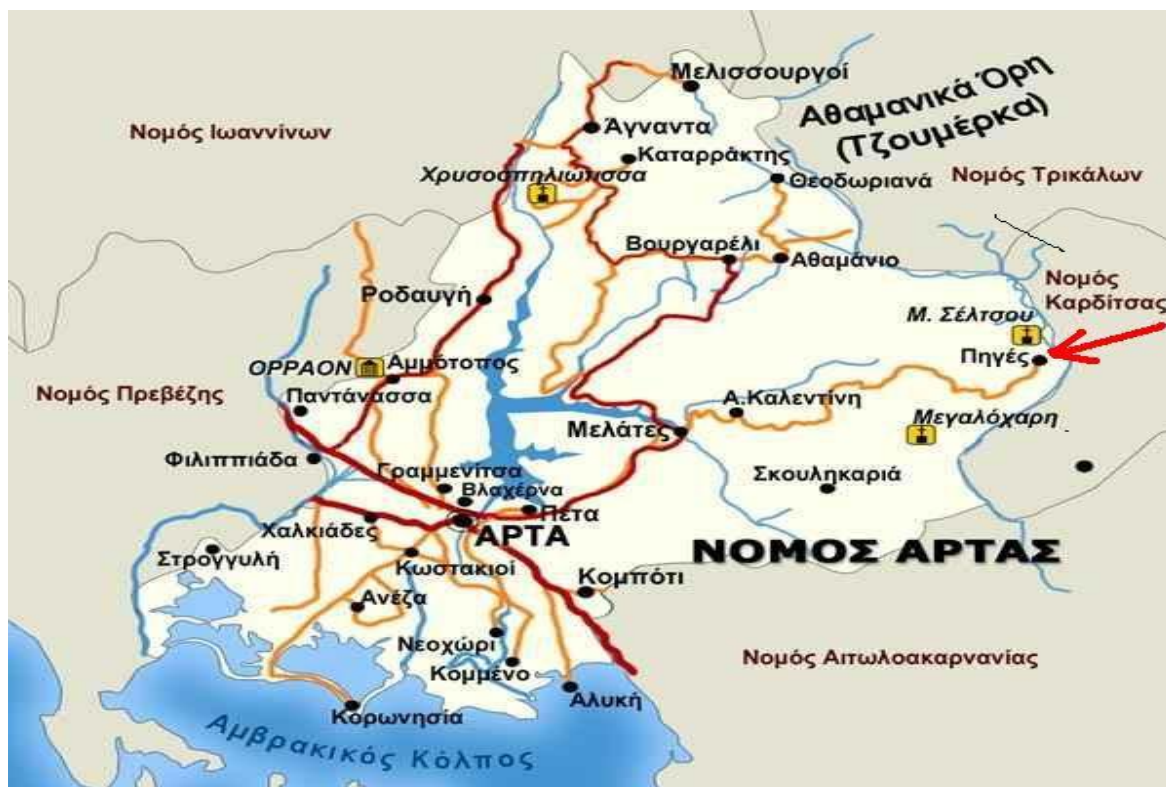 Μελισσουργοί
Αθαμανικά Όρη
(Τζουμέρκα)
Νομός Ιωαννίνων
Άγναντα
Καταρράκτης
Χρυσοσπηλιώτισσα
Θεοδωριανά
Νομός Τρικάλων
Βουργαρέλι
Αθαμάνιο
Νομός
Καρδίτσας
Ροδαυγή
Μ. Σέλτσου
Πηγές
ΟΡΡΑΟΝ
Αμμότοπος
Νομός Πρεβέζης
Παντάνασσα
Α.Καλεντίνη
Μελάτες
Μεγαλόχαρη
Φιλιππιάδα
Γραμμενίτσα
Σκουληκαριά
Βλαχέρνα
Πέτα
Χαλκιάδες
ΑΡΤΑ
ΝΟΜΟΣ ΑΡΤΑΣ
Στρογγυλή
Κωστακιοί
Κομπότι
Ανέζα
Νεοχώρι
Νομός Αιτωλοακαρνανίας
Κομμένο
Αλυκή
Κορωνησία
Αμβρακικός Κόλπος